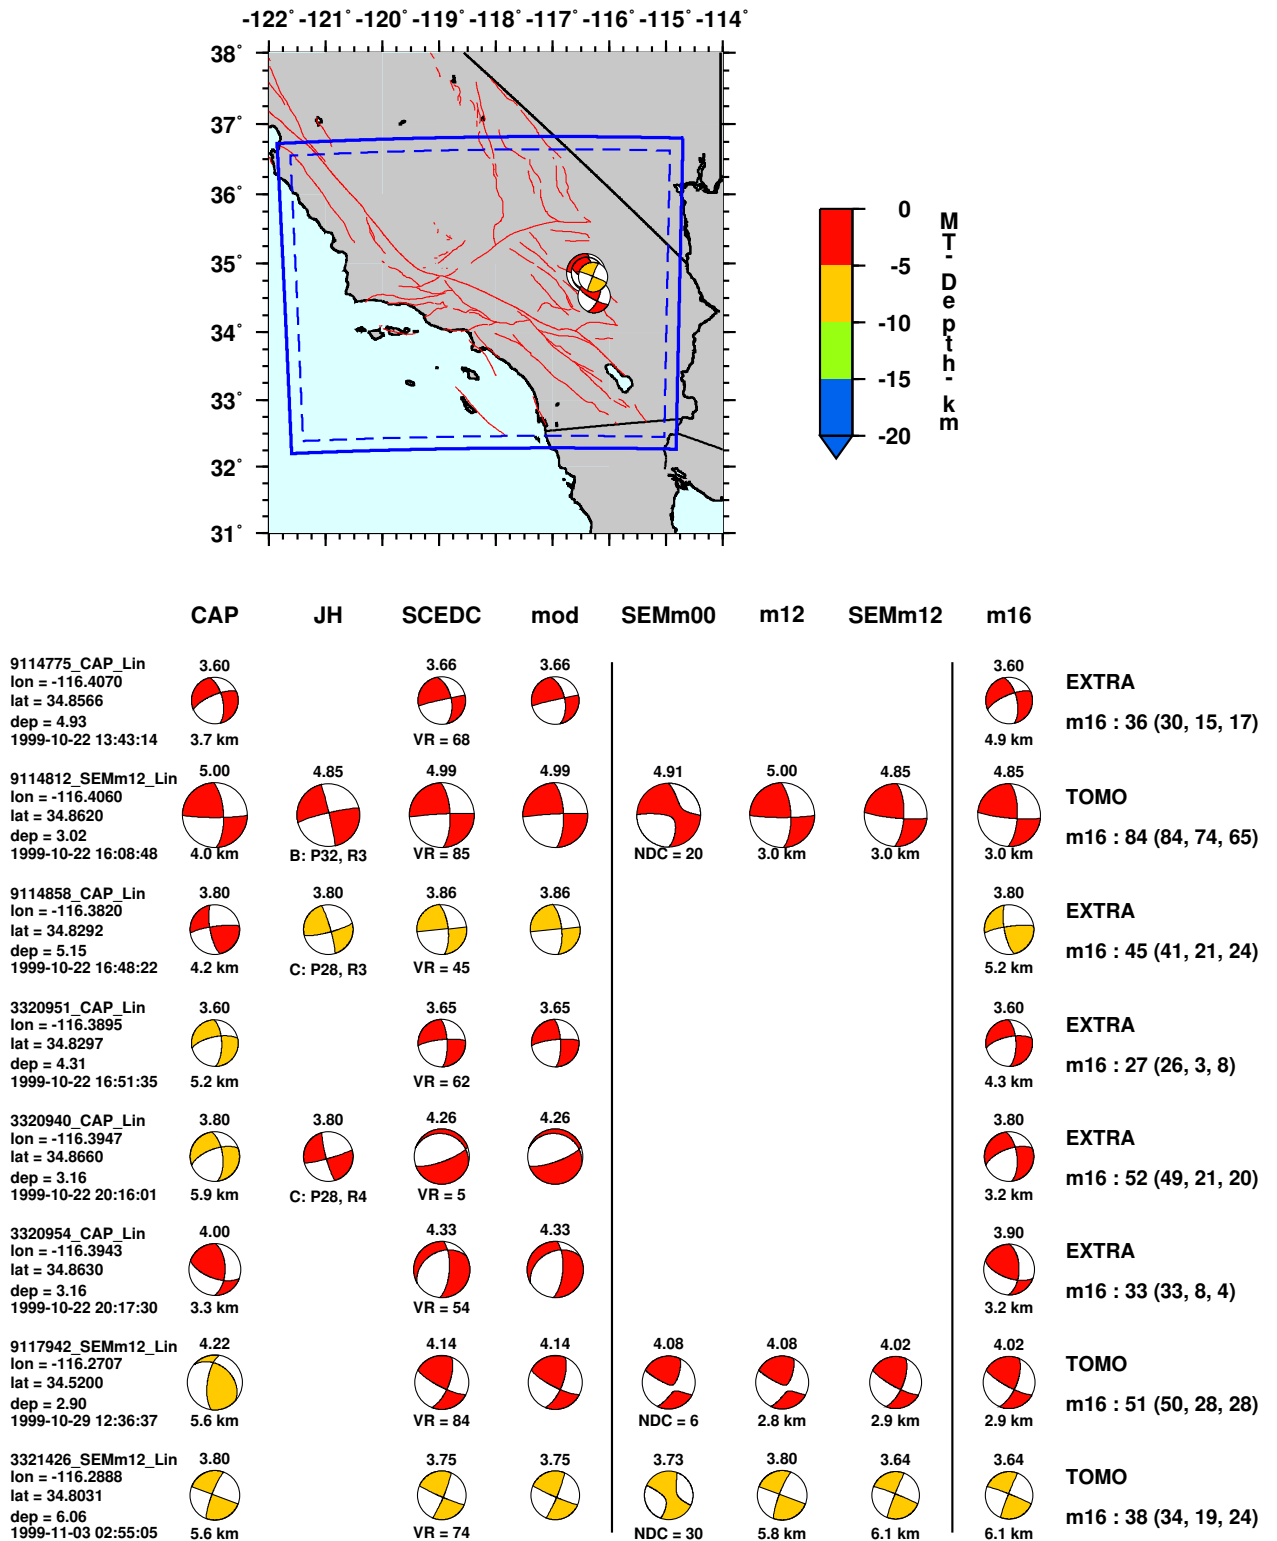 -122° -121° -120° -119° -118° -117° -116° -115° -114°
38°
37°
36°
35°
34°
33°
32°
31°
0
-5
-10
-15
-20
MT-Depth-km
CAP JH SCEDC mod SEMm00 m12 SEMm12 m16
9114775_CAP_Lin
lon = -116.4070
lat = 34.8566
dep = 4.93
1999-10-22 13:43:14
3.60 3.66 3.66 3.60
3.7 km VR = 68 4.9 km
EXTRA
m16 : 36 (30, 15, 17)
9114812_SEMm12_Lin
lon = -116.4060
lat = 34.8620
dep = 3.02
1999-10-22 16:08:48
5.00 4.85 4.99 4.99 4.91 5.00 4.85 4.85
4.0 km B: P32, R3 VR = 85 NDC = 20 3.0 km 3.0 km 3.0 km
TOMO
m16 : 84 (84, 74, 65)
9114858_CAP_Lin
lon = -116.3820
lat = 34.8292
dep = 5.15
1999-10-22 16:48:22
3.80 3.80 3.86 3.86 3.80
4.2 km C: P28, R3 VR = 45 5.2 km
EXTRA
m16 : 45 (41, 21, 24)
3320951_CAP_Lin
lon = -116.3895
lat = 34.8297
dep = 4.31
1999-10-22 16:51:35
3.60 3.65 3.65 3.60
5.2 km VR = 62 4.3 km
EXTRA
m16 : 27 (26, 3, 8)
3320940_CAP_Lin
lon = -116.3947
lat = 34.8660
dep = 3.16
1999-10-22 20:16:01
3.80 3.80 4.26 4.26 3.80
5.9 km C: P28, R4 VR = 5 3.2 km
EXTRA
m16 : 52 (49, 21, 20)
3320954_CAP_Lin
lon = -116.3943
lat = 34.8630
dep = 3.16
1999-10-22 20:17:30
4.00 4.33 4.33 3.90
3.3 km VR = 54 3.2 km
EXTRA
m16 : 33 (33, 8, 4)
9117942_SEMm12_Lin
lon = -116.2707
lat = 34.5200
dep = 2.90
1999-10-29 12:36:37
4.22 4.14 4.14 4.08 4.08 4.02 4.02
5.6 km VR = 84 NDC = 6 2.8 km 2.9 km 2.9 km
TOMO
m16 : 51 (50, 28, 28)
3321426_SEMm12_Lin
lon = -116.2888
lat = 34.8031
dep = 6.06
1999-11-03 02:55:05
3.80 3.75 3.75 3.73 3.80 3.64 3.64
5.6 km VR = 74 NDC = 30 5.8 km 6.1 km 6.1 km
TOMO
m16 : 38 (34, 19, 24)